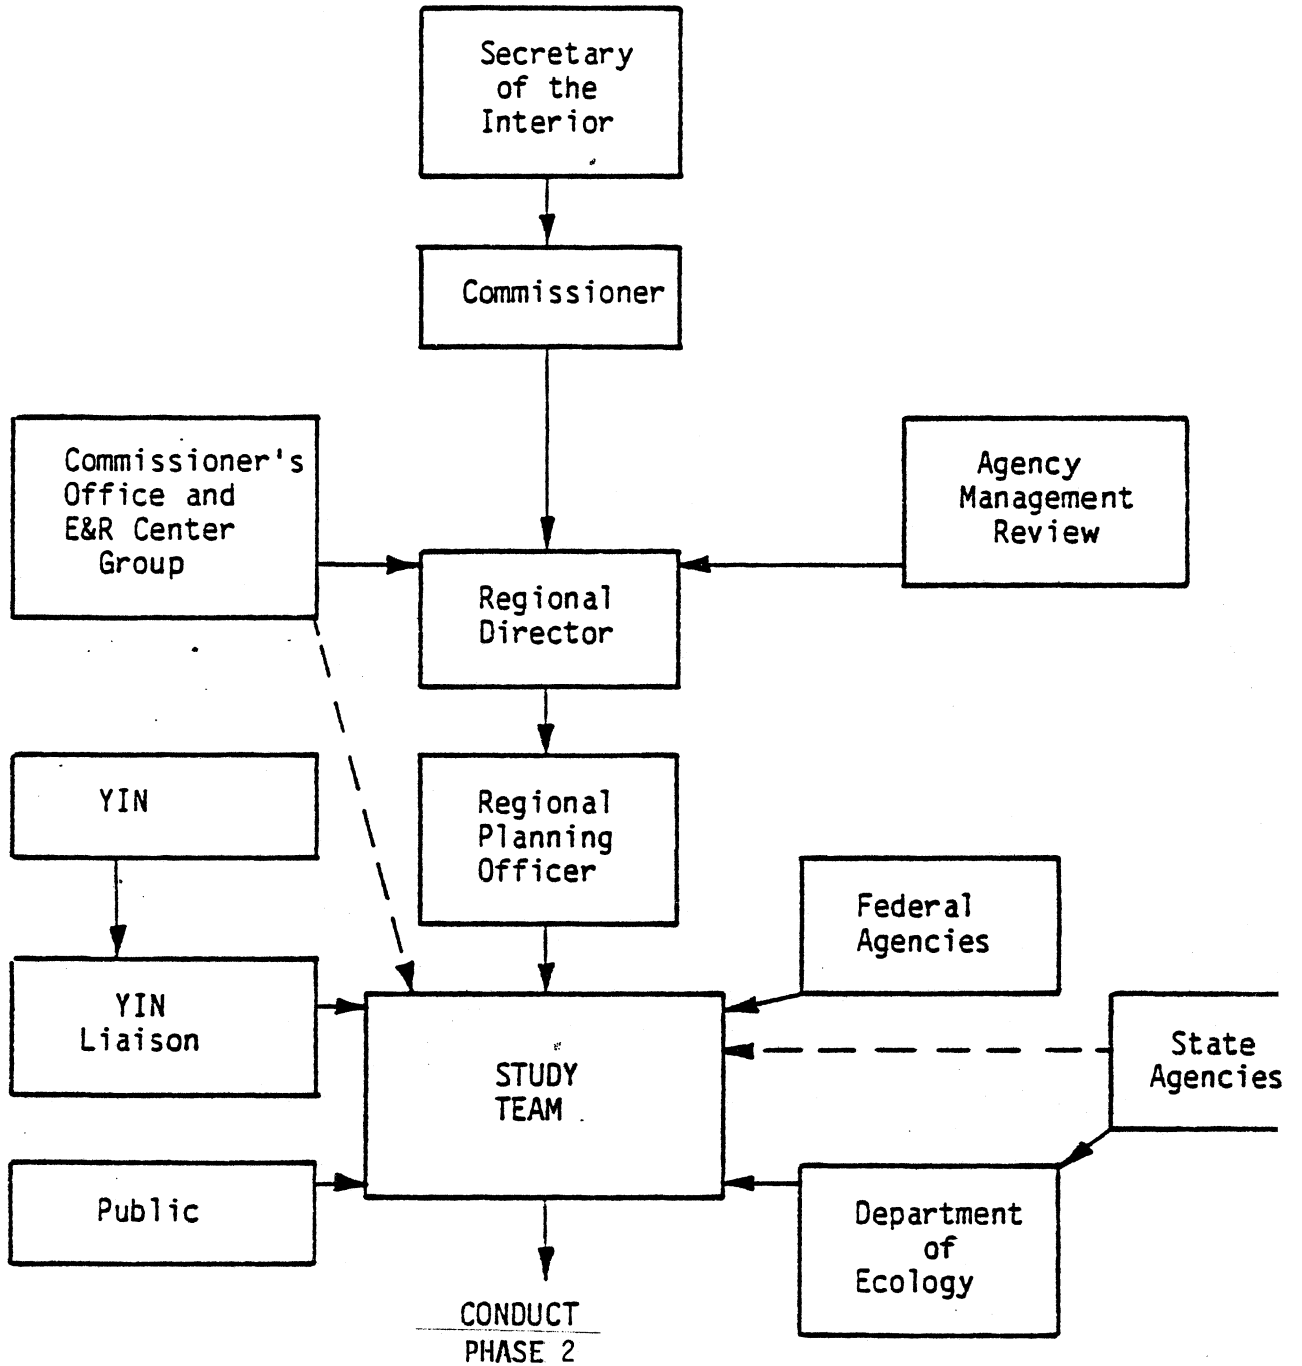 Secretary
of the
Interior
Commissioner
Commissioner's
Office and
E&R Center
Group
Agency
Management
Review
Regional
Director
YIN
Regional
Planning
Officer
Federal
Agencies
YIN
Liaison
STUDY
TEAM
State
Agencies
Public
Department
of
Ecology
CONDUCT
PHASE 2